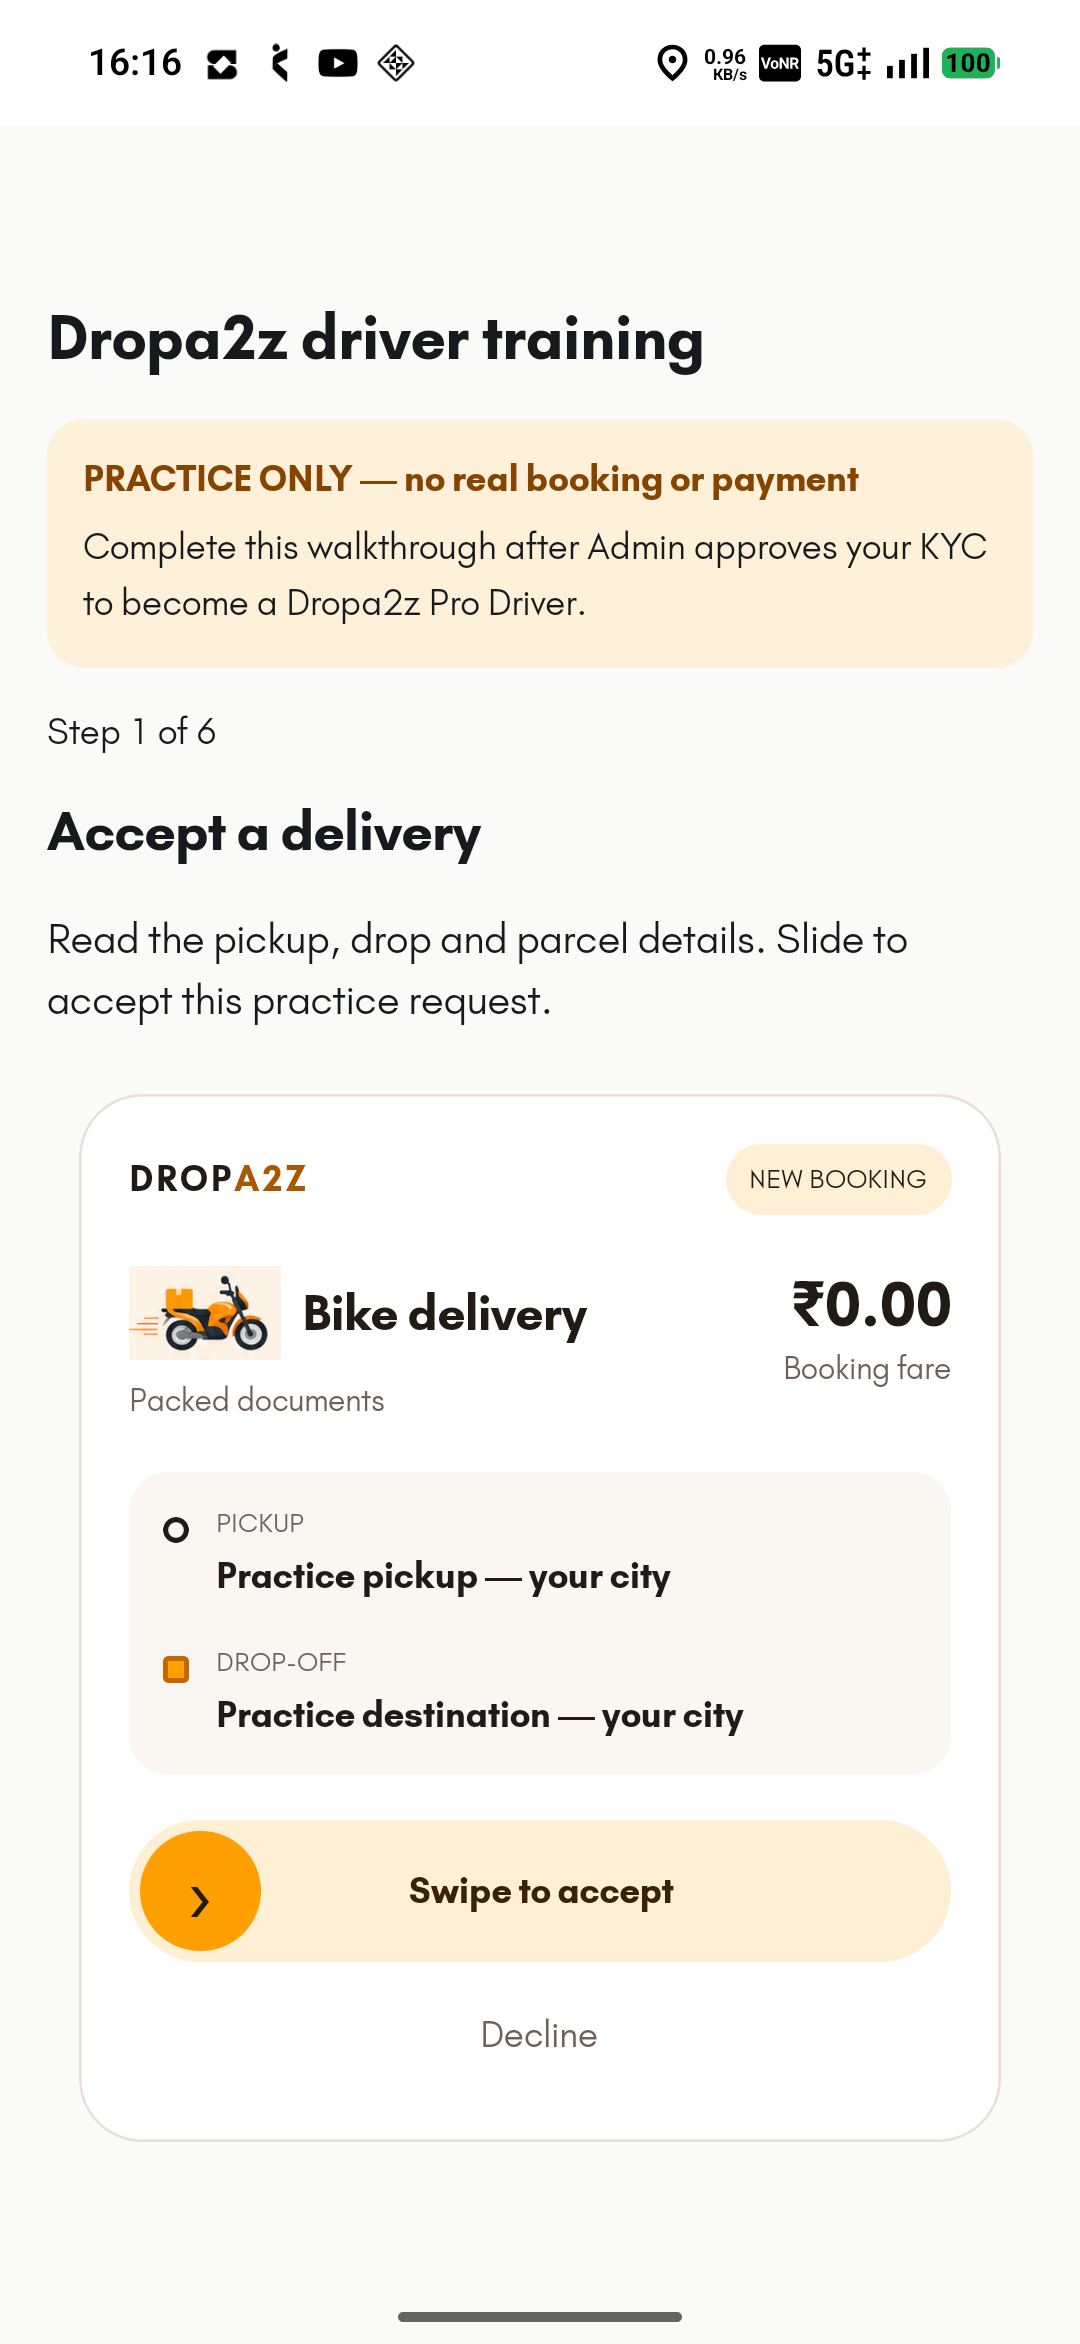 16:16
0.96 KB/s
VoNR
5G
100
Dropa2z driver training
PRACTICE ONLY — no real booking or payment
Complete this walkthrough after Admin approves your KYC
to become a Dropa2z Pro Driver.
Step 1 of 6
Accept a delivery
Read the pickup, drop and parcel details. Slide to
accept this practice request.
DROPA2Z
NEW BOOKING
Bike delivery
₹0.00
Booking fare
Packed documents
PICKUP
Practice pickup — your city
DROP-OFF
Practice destination — your city
Swipe to accept
Decline